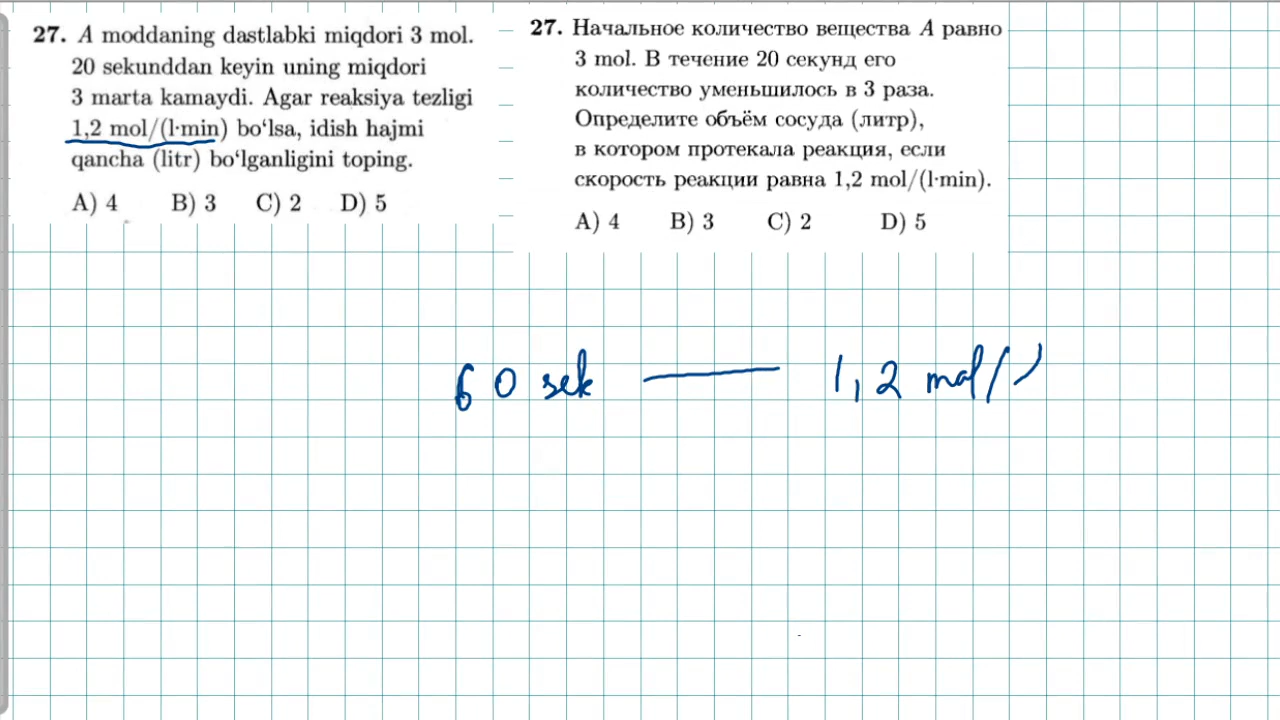 27. A moddaning dastlabki miqdori 3 mol.
20 sekunddan keyin uning miqdori
3 marta kamaydi. Agar reaksiya tezligi
1,2 mol/(l·min) bo‘lsa, idish hajmi
qancha (litr) bo‘lganligini toping.
A) 4 B) 3 C) 2 D) 5
27. Начальное количество вещества A равно
3 mol. В течение 20 секунд его
количество уменьшилось в 3 раза.
Определите объём сосуда (литр),
в котором протекала реакция, если
скорость реакции равна 1,2 mol/(l·min).
A) 4 B) 3 C) 2 D) 5
60 sek — 1,2 mol/